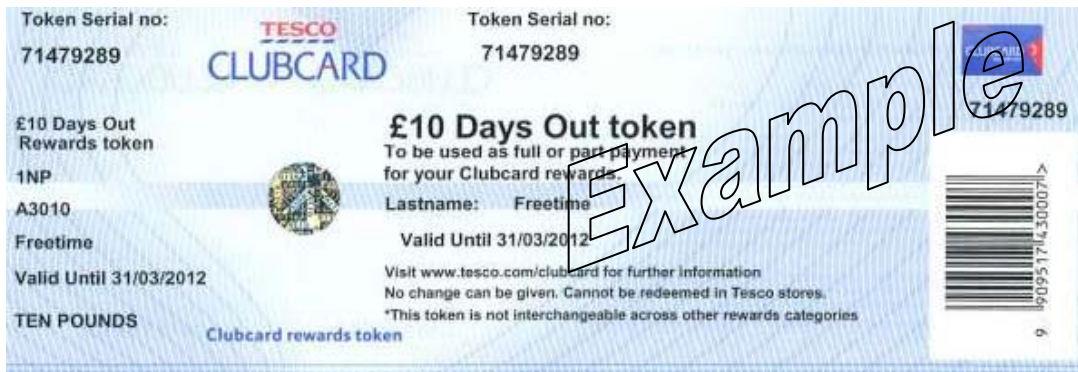 Token Serial no:
71479289
TESCO
CLUBCARD
Token Serial no:
71479289
CLUBCARD
71479289
£10 Days Out
Rewards token
1NP
A3010
Freetime
Valid Until 31/03/2012
TEN POUNDS
£10 Days Out token
To be used as full or part payment
for your Clubcard rewards.
Lastname: Freetime
Valid Until 31/03/2012
Visit www.tesco.com/clubcard for further information
No change can be given. Cannot be redeemed in Tesco stores.
*This token is not interchangeable across other rewards categories
Clubcard rewards token
Example
9 909517 430007 >